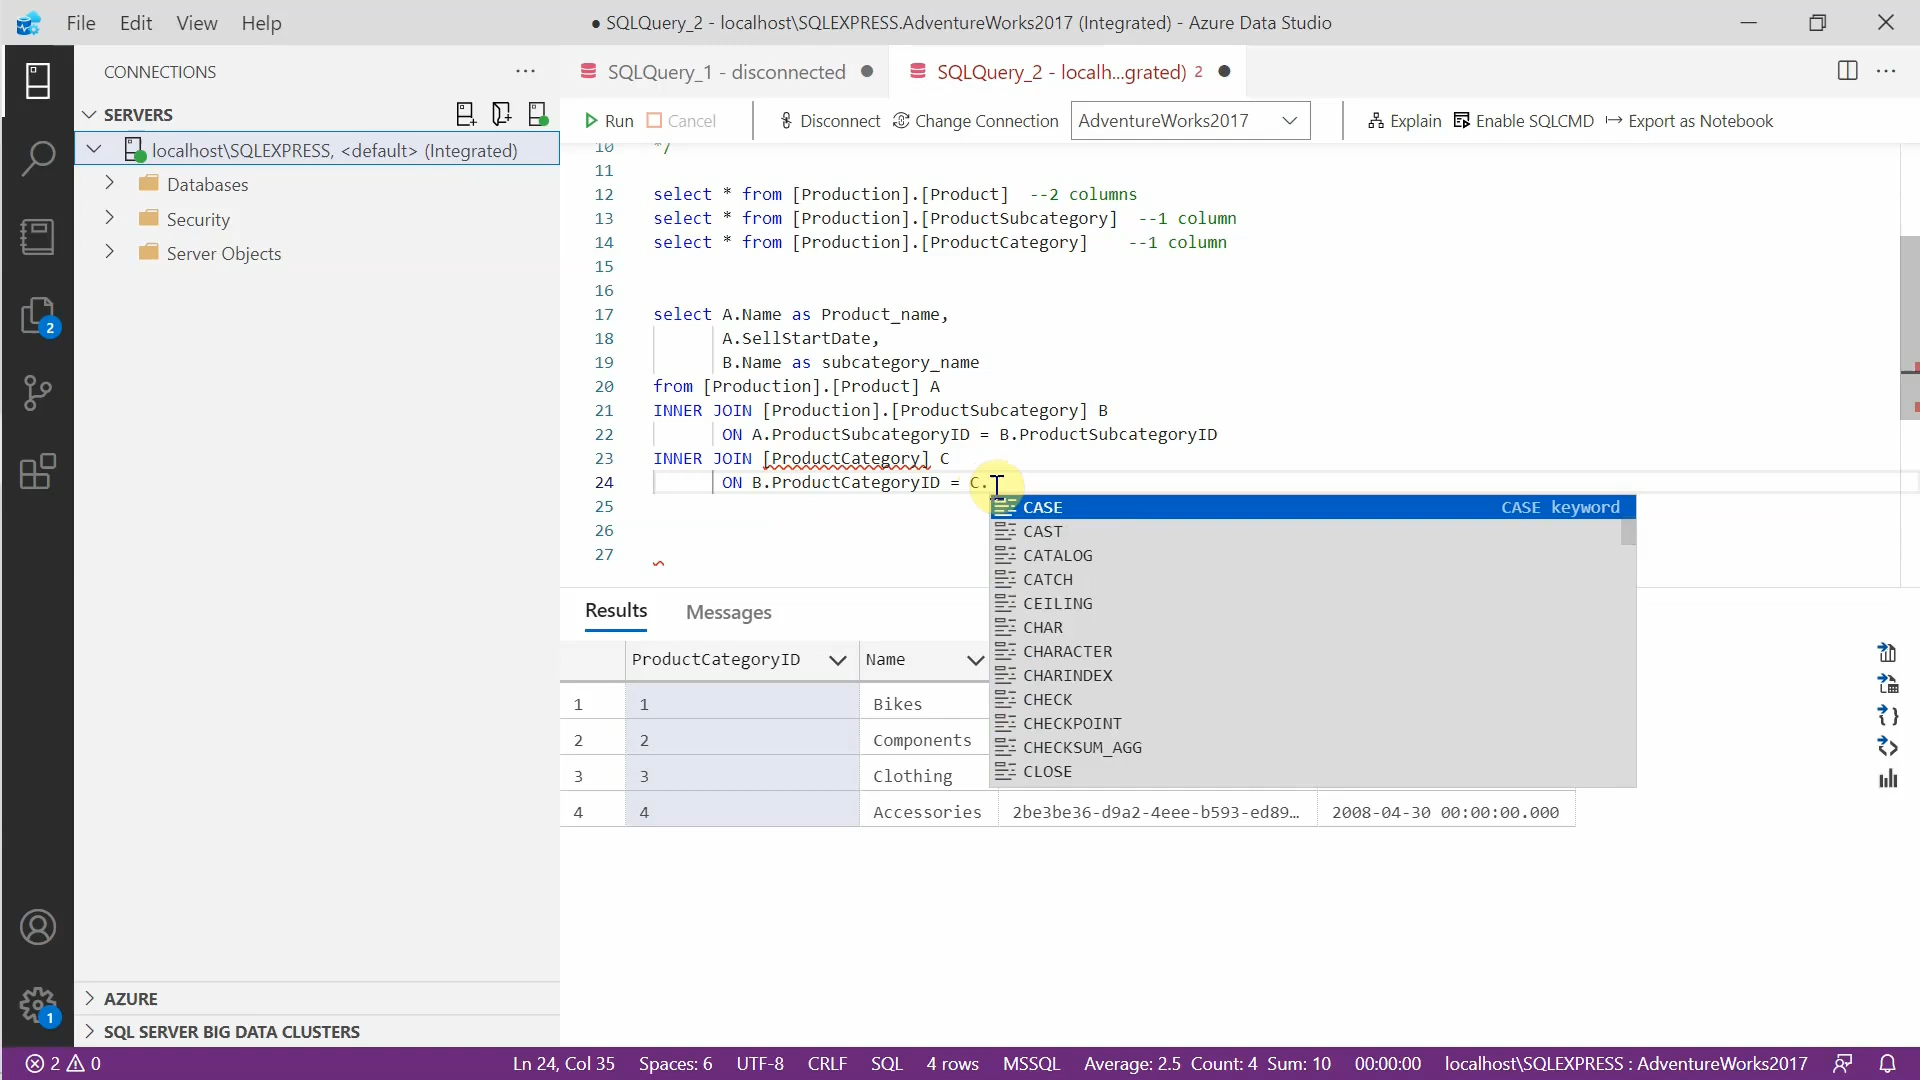 File Edit View Help
● SQLQuery_2 - localhost\SQLEXPRESS.AdventureWorks2017 (Integrated) - Azure Data Studio
CONNECTIONS
SQLQuery_1 - disconnected
SQLQuery_2 - localh...grated) 2
SERVERS
Run Cancel Disconnect Change Connection AdventureWorks2017 Explain Enable SQLCMD Export as Notebook
localhost\SQLEXPRESS, <default> (Integrated)
Databases
Security
Server Objects
10 */
11
12 select * from [Production].[Product] --2 columns
13 select * from [Production].[ProductSubcategory] --1 column
14 select * from [Production].[ProductCategory] --1 column
15
16
17 select A.Name as Product_name,
18 A.SellStartDate,
19 B.Name as subcategory_name
20 from [Production].[Product] A
21 INNER JOIN [Production].[ProductSubcategory] B
22 ON A.ProductSubcategoryID = B.ProductSubcategoryID
23 INNER JOIN [ProductCategory] C
24 ON B.ProductCategoryID = C.
25
26
27
CASE CASE keyword
CAST
CATALOG
CATCH
CEILING
CHAR
CHARACTER
CHARINDEX
CHECK
CHECKPOINT
CHECKSUM_AGG
CLOSE
Results Messages
ProductCategoryID Name
1 1 Bikes
2 2 Components
3 3 Clothing
4 4 Accessories 2be3be36-d9a2-4eee-b593-ed89... 2008-04-30 00:00:00.000
2
1
AZURE
SQL SERVER BIG DATA CLUSTERS
2 0 Ln 24, Col 35 Spaces: 6 UTF-8 CRLF SQL 4 rows MSSQL Average: 2.5 Count: 4 Sum: 10 00:00:00 localhost\SQLEXPRESS : AdventureWorks2017